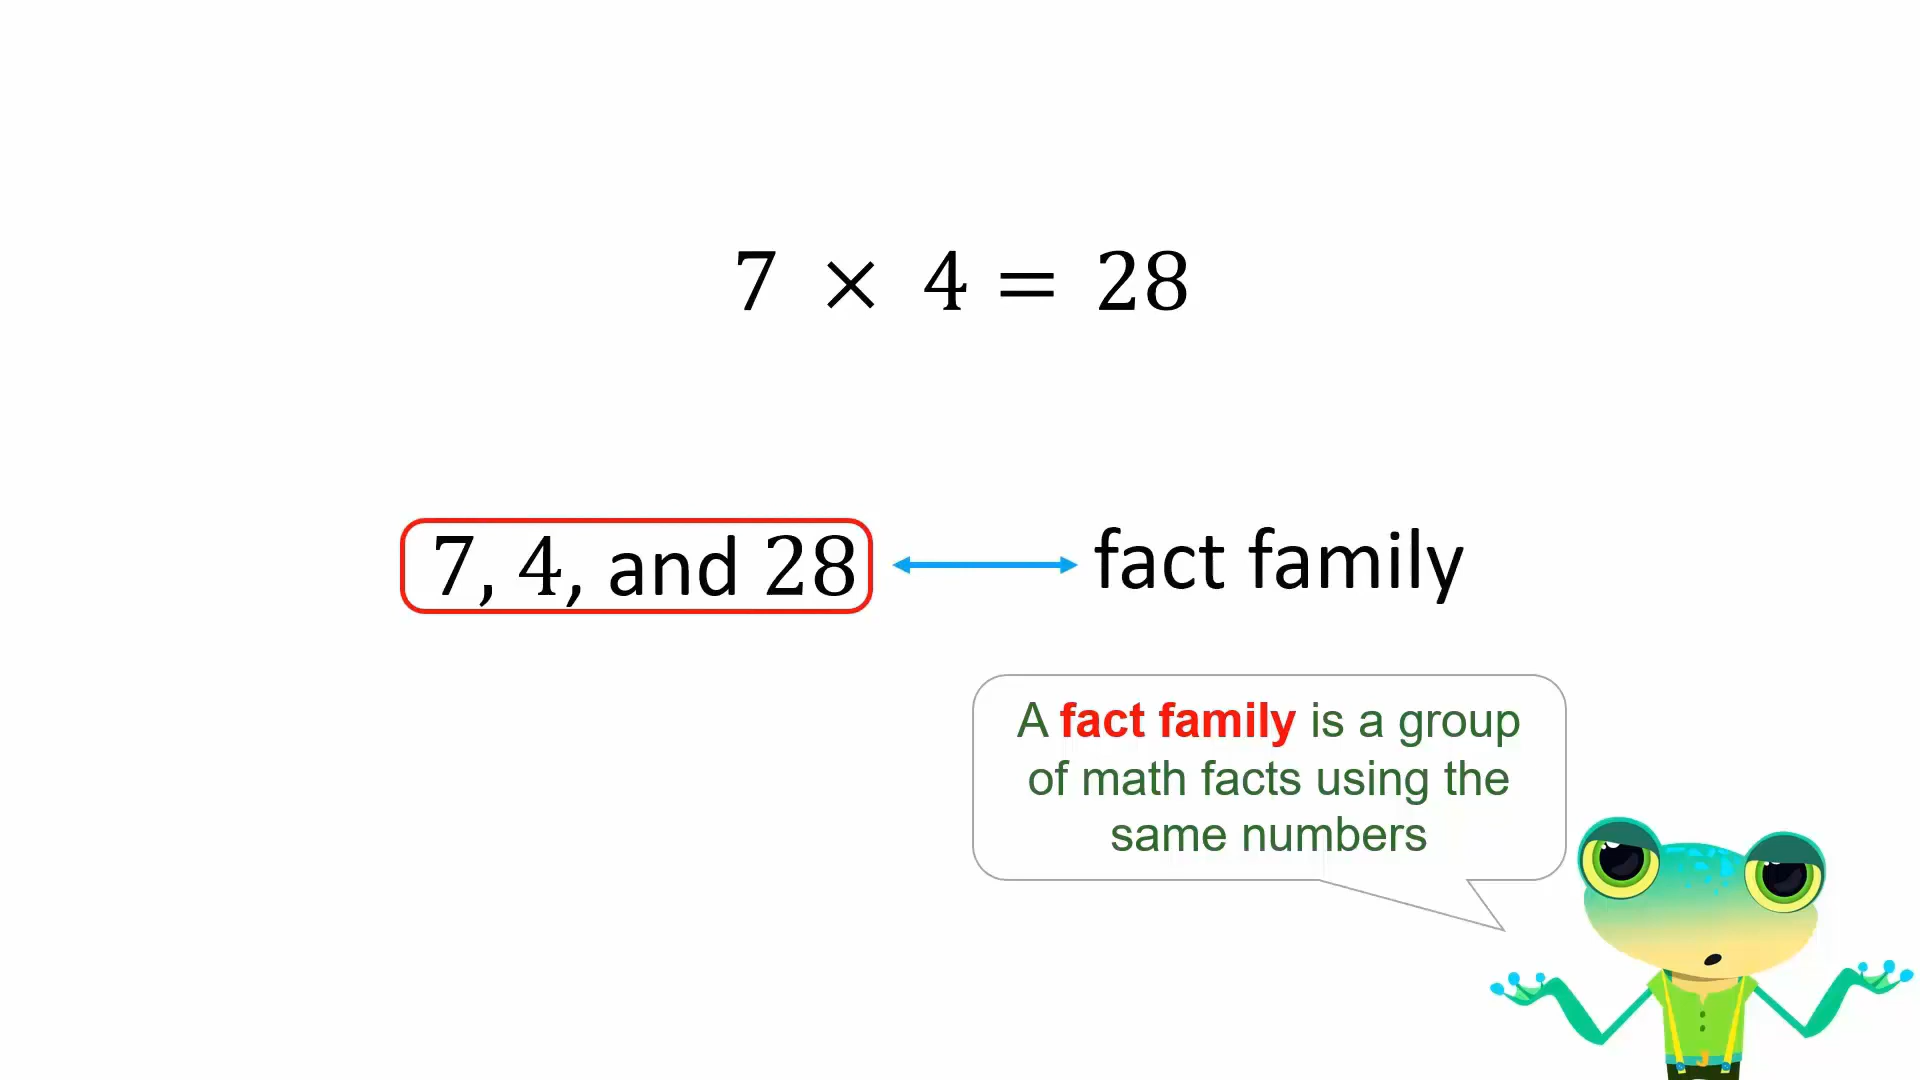 7 × 4 = 28
7, 4, and 28
fact family
A fact family is a group
of math facts using the
same numbers